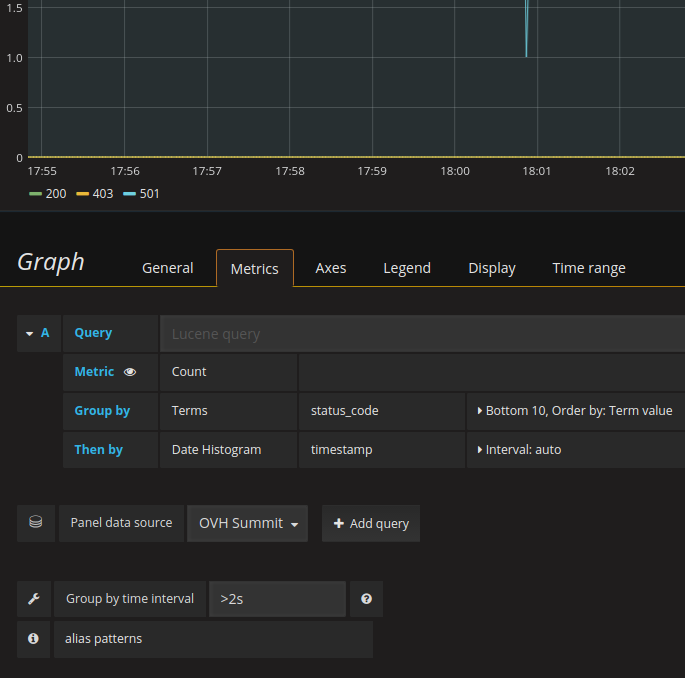 1.5
1.0
0.5
0
17:55 17:56 17:57 17:58 17:59 18:00 18:01 18:02
200 403 501
Graph General Metrics Axes Legend Display Time range
A Query Lucene query
Metric Count
Group by Terms status_code Bottom 10, Order by: Term value
Then by Date Histogram timestamp Interval: auto
Panel data source OVH Summit + Add query
Group by time interval >2s ?
alias patterns